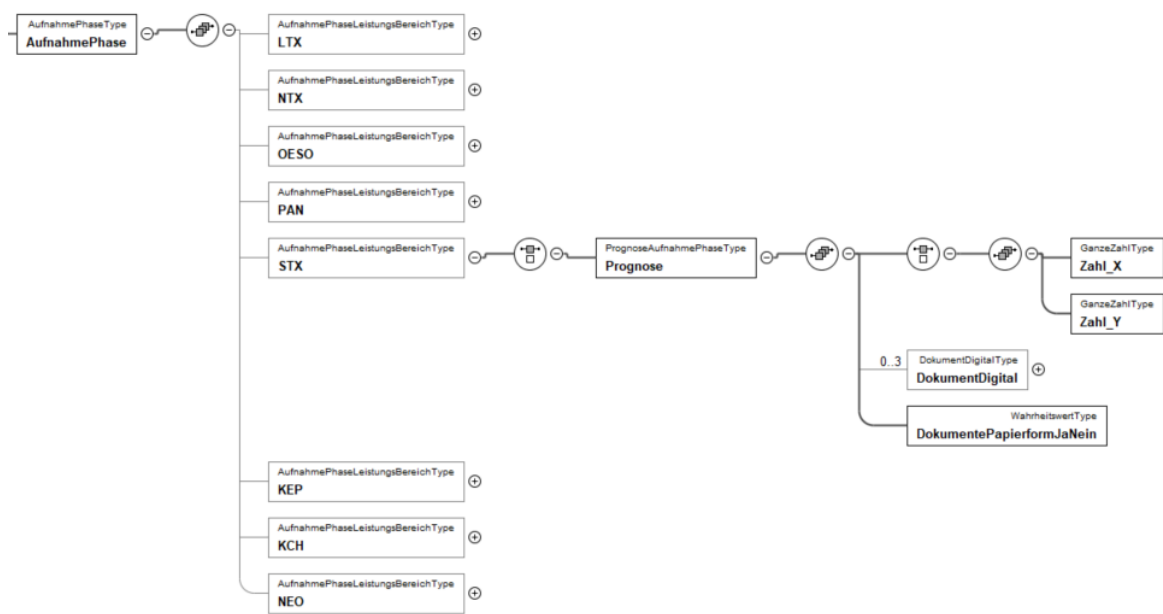 AufnahmePhaseType
AufnahmePhase
AufnahmePhaseLeistungsBereichType
LTX
AufnahmePhaseLeistungsBereichType
NTX
AufnahmePhaseLeistungsBereichType
OESO
AufnahmePhaseLeistungsBereichType
PAN
AufnahmePhaseLeistungsBereichType
STX
PrognoseAufnahmePhaseType
Prognose
GanzeZahlType
Zahl_X
GanzeZahlType
Zahl_Y
0..3
DokumentDigitalType
DokumentDigital
WahrheitswertType
DokumentePapierformJaNein
AufnahmePhaseLeistungsBereichType
KEP
AufnahmePhaseLeistungsBereichType
KCH
AufnahmePhaseLeistungsBereichType
NEO